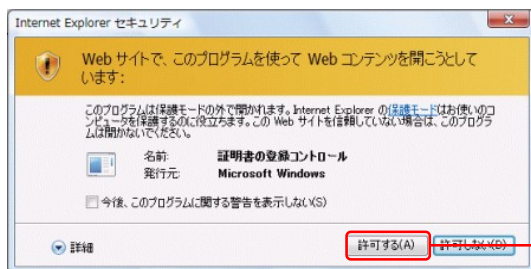 Internet Explorer セキュリティ
Web サイトで、このプログラムを使って Web コンテンツを開こうとして
います:
このプログラムは保護モードの外で開かれます。Internet Explorer の保護モードはお使いのコ
ンピュータを保護するのに役立ちます。この Web サイトを信頼していない場合は、このプログラ
ムは開かないでください。
名前: 証明書の登録コントロール
発行元: Microsoft Windows
今後、このプログラムに関する警告を表示しない(S)
詳細 許可する(A) 許可しない(D)